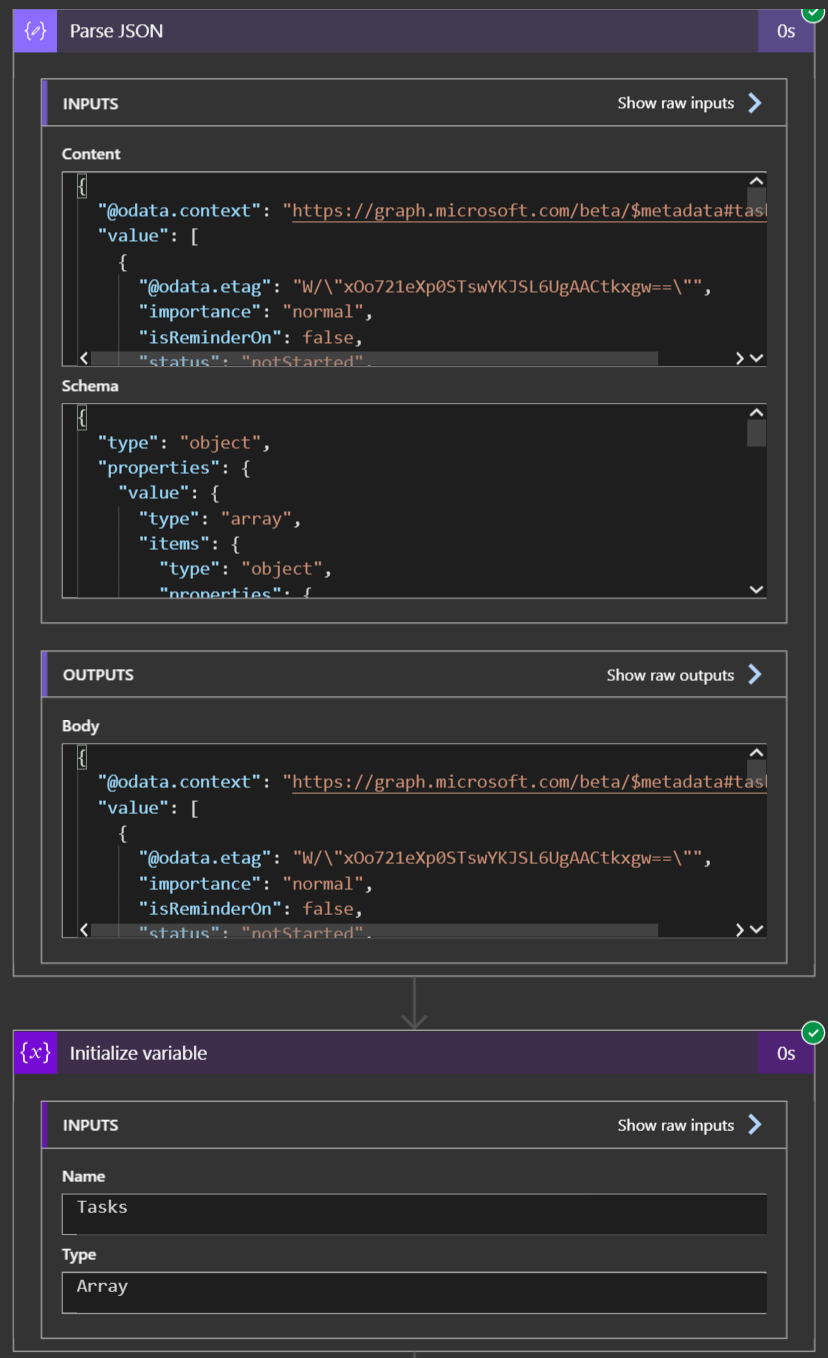 {𝑥} Parse JSON 0s
INPUTS Show raw inputs
Content
{
"@odata.context": "https://graph.microsoft.com/beta/$metadata#tas
"value": [
{
"@odata.etag": "W/\"xOo721eXp0STswYKJSL6UgAACtkxgw==\"",
"importance": "normal",
"isReminderOn": false,
"status": "notStarted",
Schema
{
"type": "object",
"properties": {
"value": {
"type": "array",
"items": {
"type": "object",
"properties": {
OUTPUTS Show raw outputs
Body
{
"@odata.context": "https://graph.microsoft.com/beta/$metadata#tas
"value": [
{
"@odata.etag": "W/\"xOo721eXp0STswYKJSL6UgAACtkxgw==\"",
"importance": "normal",
"isReminderOn": false,
"status": "notStarted",
{x} Initialize variable 0s
INPUTS Show raw inputs
Name
Tasks
Type
Array